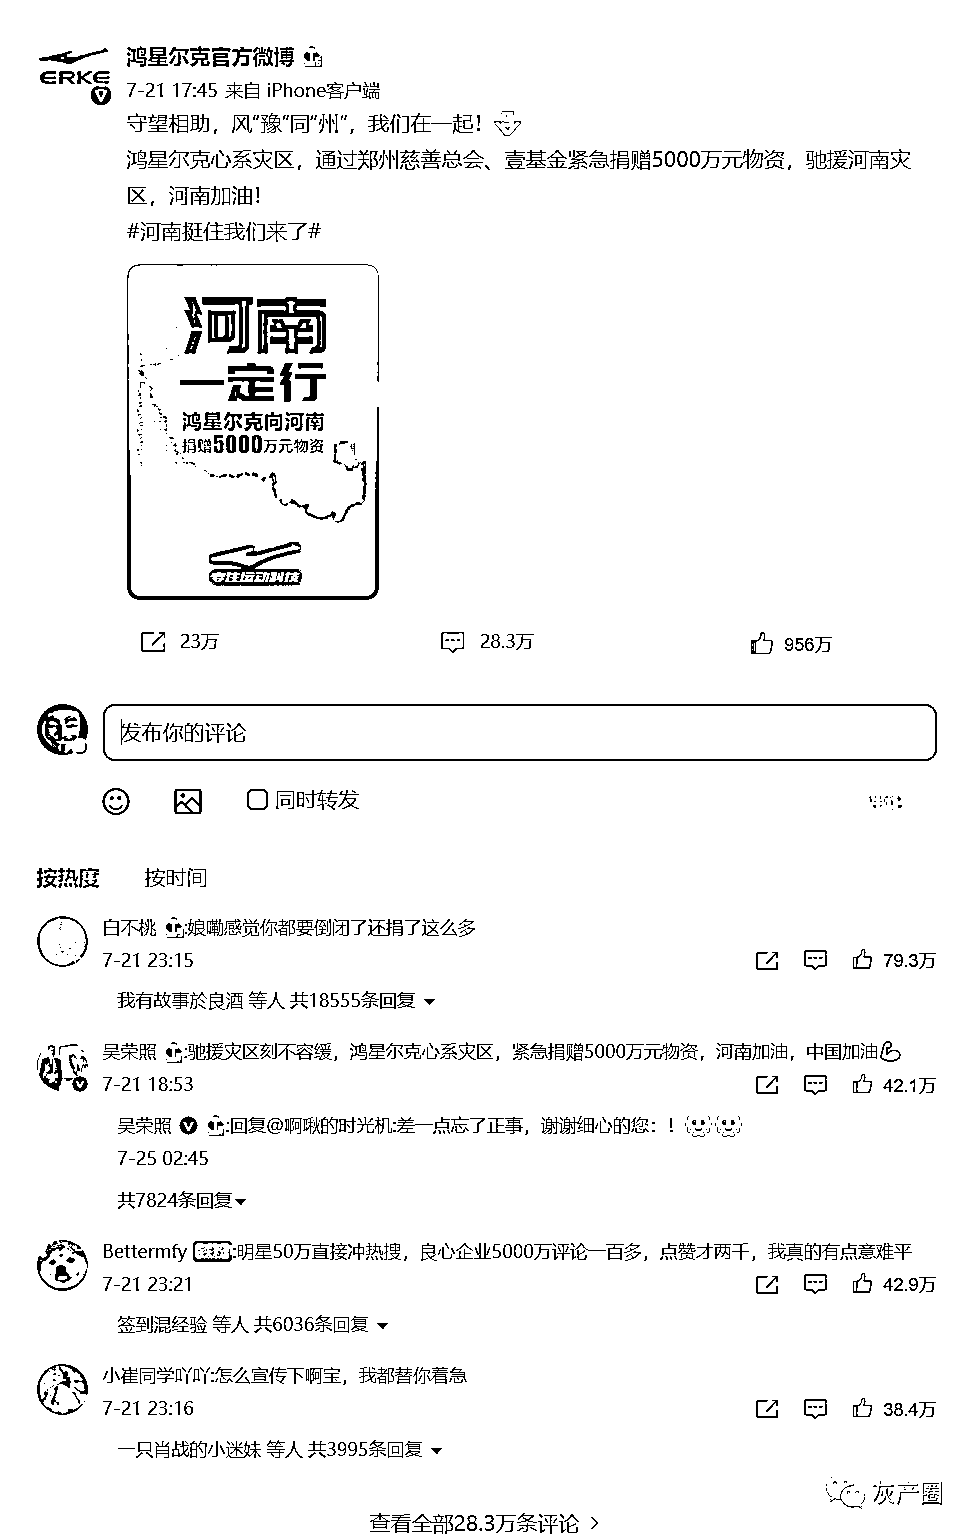 鸿星尔克官方微博
ERKE
7-21 17:45 来自 iPhone客户端
守望相助，风“豫”同“州”，我们在一起！
鸿星尔克心系灾区，通过郑州慈善总会、壹基金紧急捐赠5000万元物资，驰援河南灾
区，河南加油！
#河南挺住我们来了#
河南
一定行
鸿星尔克向河南
捐赠5000万元物资
专注运动科技
23万
28.3万
956万
发布你的评论
同时转发
按热度 按时间
白不桃 :娘嘞感觉你都要倒闭了还捐了这么多
7-21 23:15
79.3万
我有故事於良酒 等人 共18555条回复
吴荣照 :驰援灾区刻不容缓，鸿星尔克心系灾区，紧急捐赠5000万元物资，河南加油，中国加油
7-21 18:53
42.1万
吴荣照 :回复@啊啾的时光机:差一点忘了正事，谢谢细心的您：！
7-25 02:45
共7824条回复
Bettermfy :明星50万直接冲热搜，良心企业5000万评论一百多，点赞才两千，我真的有点意难平
7-21 23:21
42.9万
签到混经验 等人 共6036条回复
小崔同学吖吖:怎么宣传下啊宝，我都替你着急
7-21 23:16
38.4万
一只肖战的小迷妹 等人 共3995条回复
灰产圈
查看全部28.3万条评论 >